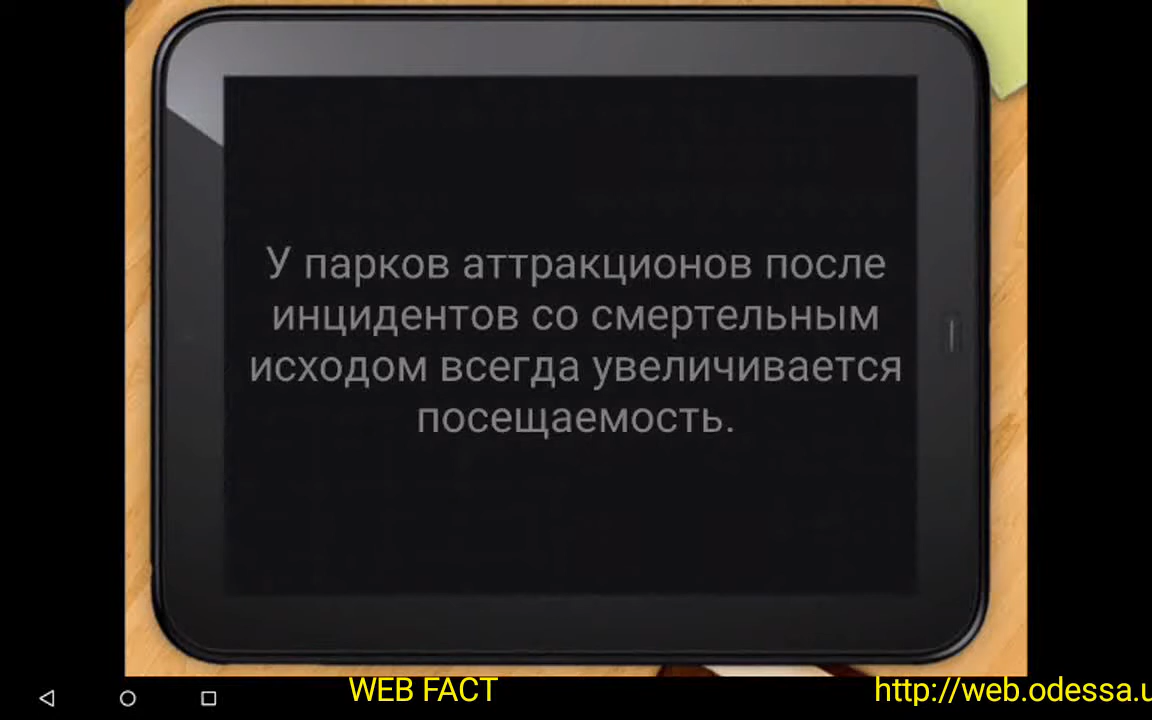 У парков аттракционов после
инцидентов со смертельным
исходом всегда увеличивается
посещаемость.
WEB FACT
http://web.odessa.u